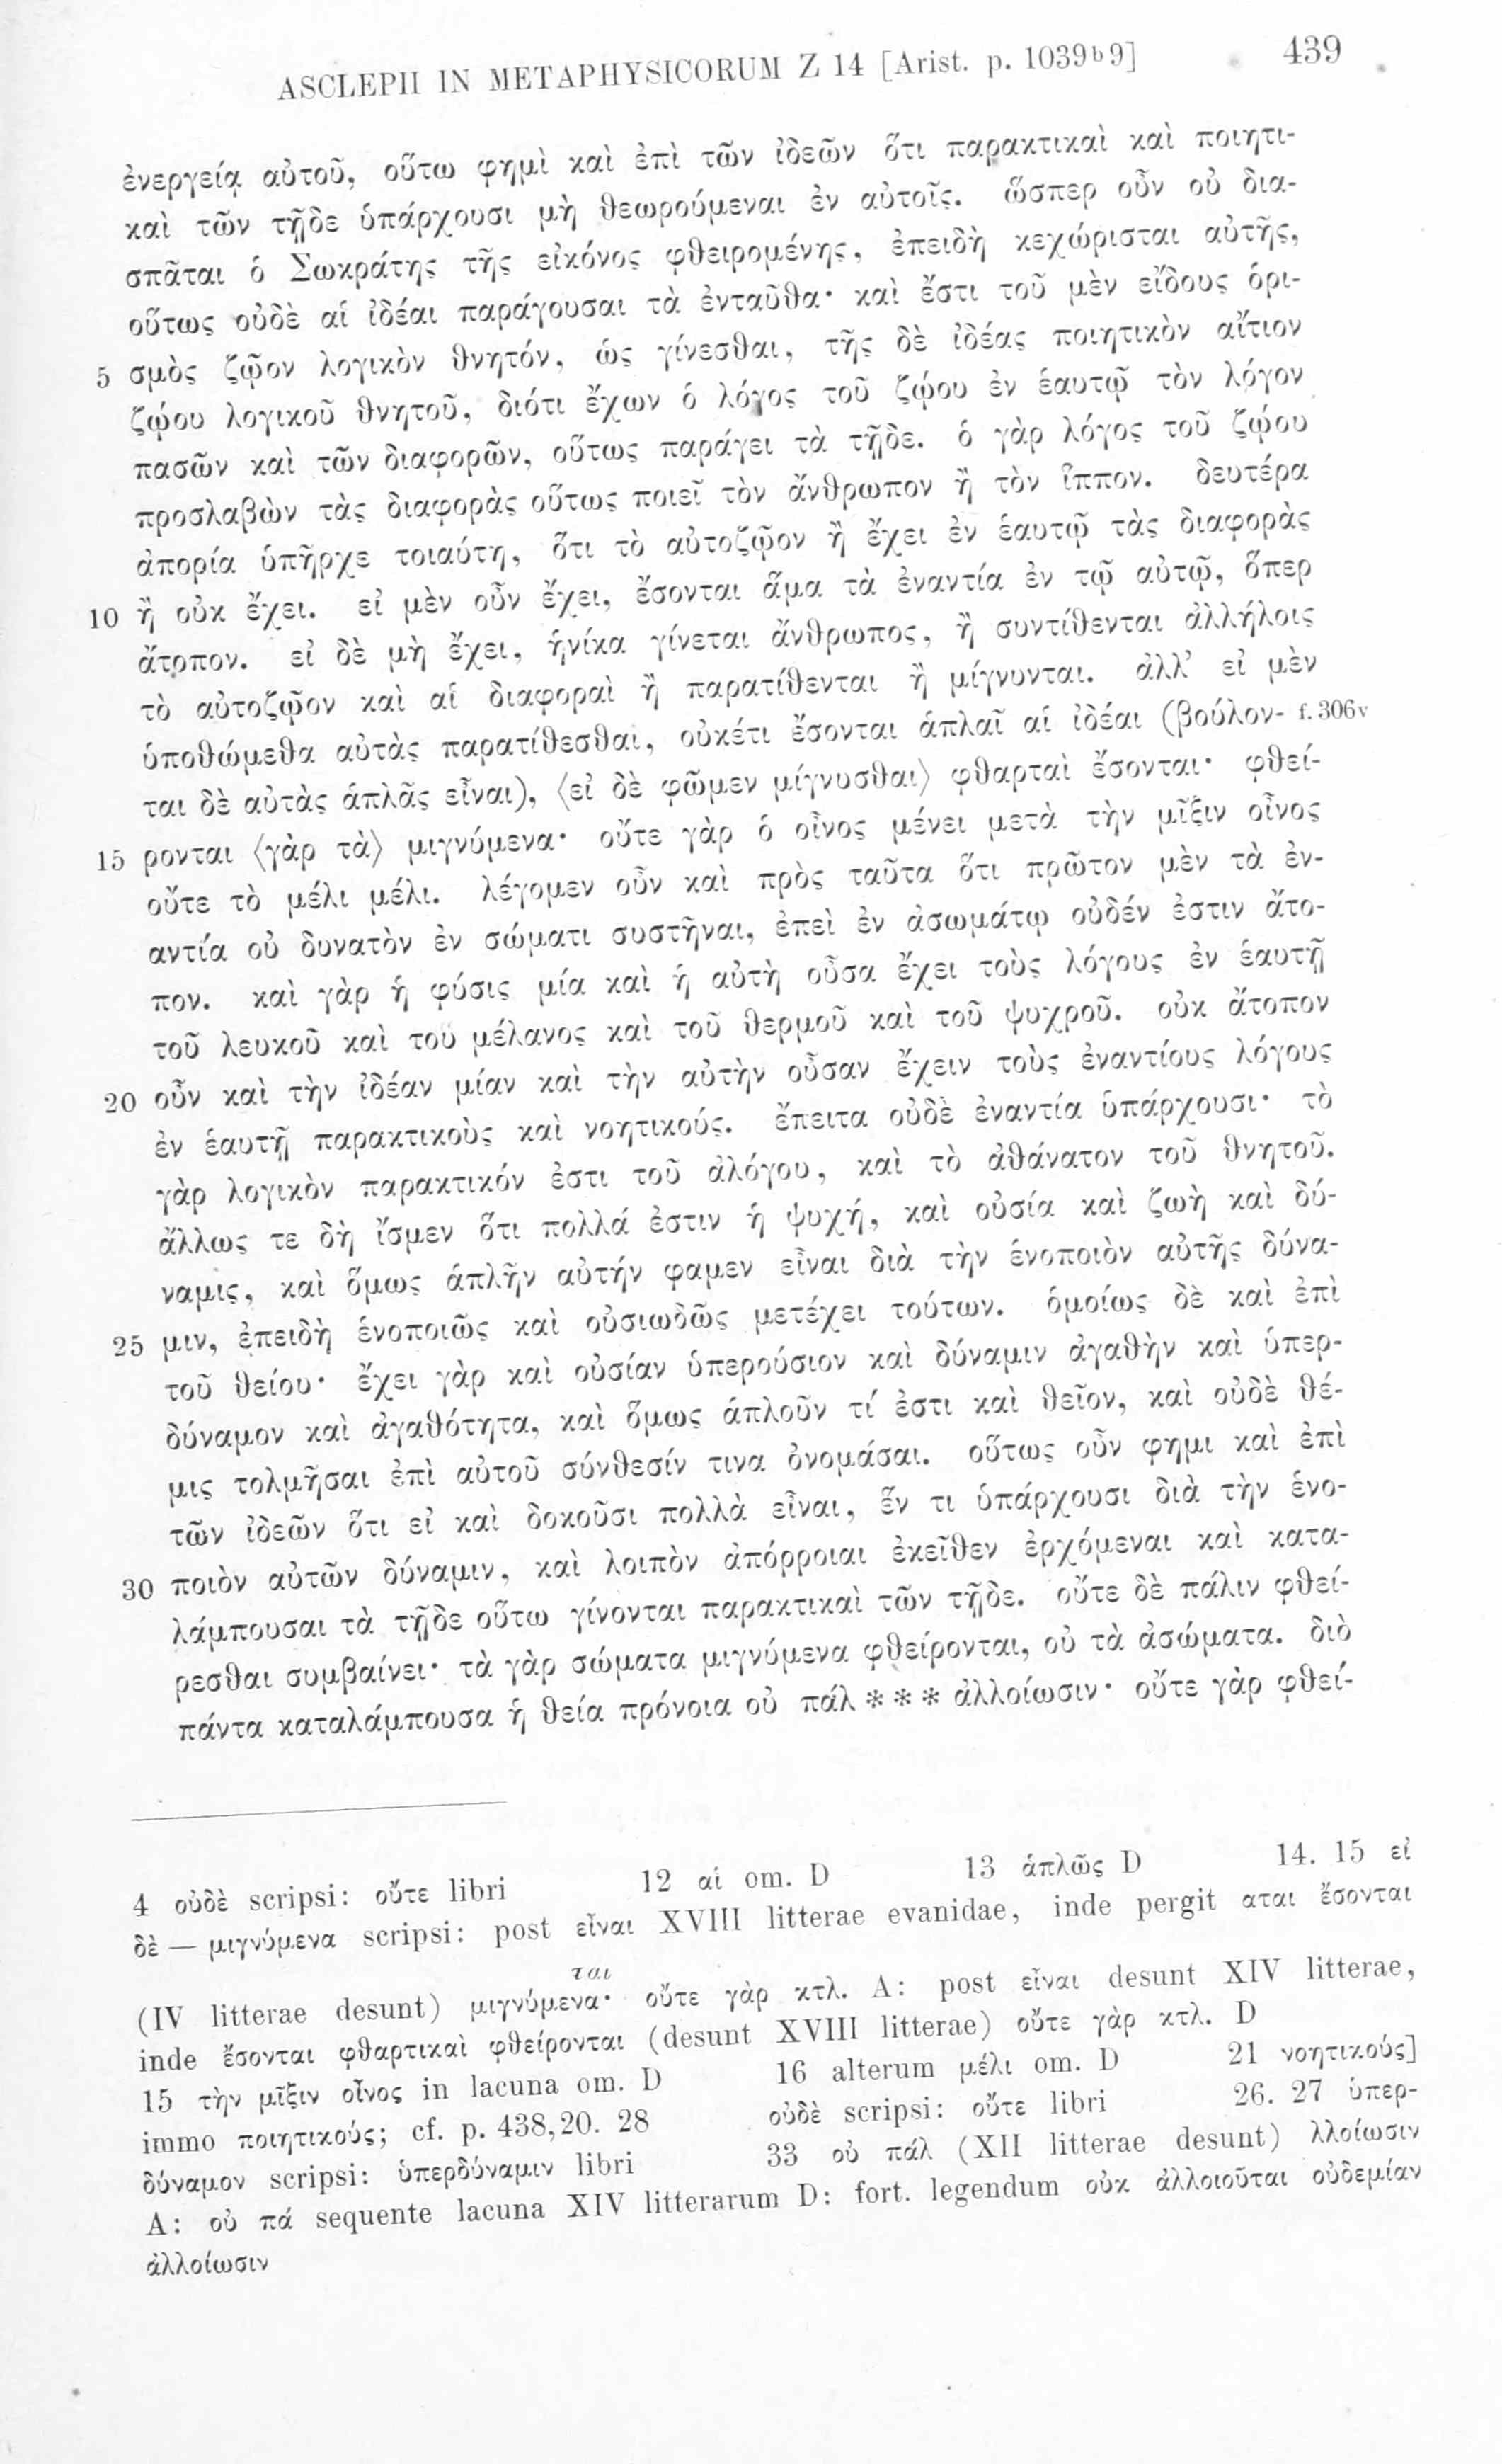 ASCLEPII IN METAPHYSICORUM Z 14 [Arist. p. 1039b9] 439
ἐνεργείᾳ αὐτοῦ, οὕτω φημὶ καὶ ἐπὶ τῶν ἰδεῶν ὅτι παρακτικαὶ καὶ ποιητι-
καὶ τῶν τῇδε ὑπάρχουσι μὴ θεωρούμεναι ἐν αὐτοῖς. ὥσπερ οὖν οὐ δια-
σπᾶται ὁ Σωκράτης τῆς εἰκόνος φθειρομένης, ἐπειδὴ κεχώρισται αὐτῆς,
οὕτως οὐδὲ αἱ ἰδέαι παράγουσαι τὰ ἐνταῦθα· καὶ ἔστι τοῦ μὲν εἴδους ὁρι-
5 σμὸς ζῷον λογικὸν θνητόν, ὡς γίνεσθαι, τῆς δὲ ἰδέας ποιητικὸν αἴτιον
ζῴου λογικοῦ θνητοῦ, διότι ἔχων ὁ λόγος τοῦ ζῴου ἐν ἑαυτῷ τὸν λόγον
πασῶν καὶ τῶν διαφορῶν, οὕτως παράγει τὰ τῇδε. ὁ γὰρ λόγος τοῦ ζῴου
προσλαβὼν τὰς διαφορὰς οὕτως ποιεῖ τὸν ἄνθρωπον ἢ τὸν ἵππον. δευτέρα
ἀπορία ὑπῆρχε τοιαύτη, ὅτι τὸ αὐτοζῷον ἢ ἔχει ἐν ἑαυτῷ τὰς διαφορὰς
10 ἢ οὐκ ἔχει. εἰ μὲν οὖν ἔχει, ἔσονται ἅμα τὰ ἐναντία ἐν τῷ αὐτῷ, ὅπερ
ἄτοπον. εἰ δὲ μὴ ἔχει, ἡνίκα γίνεται ἄνθρωπος, ἢ συντίθενται ἀλλήλοις
τὸ αὐτοζῷον καὶ αἱ διαφοραὶ ἢ παρατίθενται ἢ μίγνυνται. ἀλλ’ εἰ μὲν
ὑποθώμεθα αὐτὰς παρατίθεσθαι, οὐκέτι ἔσονται ἁπλαῖ αἱ ἰδέαι (βούλον- f. 306v
ται δὲ αὐτὰς ἁπλᾶς εἶναι), ⟨εἰ δὲ φῶμεν μίγνυσθαι⟩ φθαρταὶ ἔσονται· φθεί-
15 ρονται ⟨γὰρ τὰ⟩ μιγνύμενα· οὔτε γὰρ ὁ οἶνος μένει μετὰ τὴν μῖξιν οἶνος
οὔτε τὸ μέλι μέλι. λέγομεν οὖν καὶ πρὸς ταῦτα ὅτι πρῶτον μὲν τὰ ἐν-
αντία οὐ δυνατὸν ἐν σώματι συστῆναι, ἐπεὶ ἐν ἀσωμάτῳ οὐδέν ἐστιν ἄτο-
πον. καὶ γὰρ ἡ φύσις μία καὶ ἡ αὐτὴ οὖσα ἔχει τοὺς λόγους ἐν ἑαυτῇ
τοῦ λευκοῦ καὶ τοῦ μέλανος καὶ τοῦ θερμοῦ καὶ τοῦ ψυχροῦ. οὐκ ἄτοπον
20 οὖν καὶ τὴν ἰδέαν μίαν καὶ τὴν αὐτὴν οὖσαν ἔχειν τοὺς ἐναντίους λόγους
ἐν ἑαυτῇ παρακτικοὺς καὶ νοητικούς. ἔπειτα οὐδὲ ἐναντία ὑπάρχουσι· τὸ
γὰρ λογικὸν παρακτικόν ἐστι τοῦ ἀλόγου, καὶ τὸ ἀθάνατον τοῦ θνητοῦ.
ἄλλως τε δὴ ἴσμεν ὅτι πολλά ἐστιν ἡ ψυχή, καὶ οὐσία καὶ ζωὴ καὶ δύ-
ναμις, καὶ ὅμως ἁπλῆν αὐτήν φαμεν εἶναι διὰ τὴν ἑνοποιὸν αὐτῆς δύνα-
25 μιν, ἐπειδὴ ἑνοποιῶς καὶ οὐσιωδῶς μετέχει τούτων. ὁμοίως δὲ καὶ ἐπὶ
τοῦ θείου· ἔχει γὰρ καὶ οὐσίαν ὑπερούσιον καὶ δύναμιν ἀγαθὴν καὶ ὑπερ-
δύναμον καὶ ἀγαθότητα, καὶ ὅμως ἁπλοῦν τί ἐστι καὶ θεῖον, καὶ οὐδὲ θέ-
μις τολμῆσαι ἐπὶ αὐτοῦ σύνθεσίν τινα ὀνομάσαι. οὕτως οὖν φημι καὶ ἐπὶ
τῶν ἰδεῶν ὅτι εἰ καὶ δοκοῦσι πολλὰ εἶναι, ἕν τι ὑπάρχουσι διὰ τὴν ἑνο-
30 ποιὸν αὐτῶν δύναμιν, καὶ λοιπὸν ἀπόρροιαι ἐκεῖθεν ἐρχόμεναι καὶ κατα-
λάμπουσαι τὰ τῇδε οὕτω γίνονται παρακτικαὶ τῶν τῇδε. οὔτε δὲ πάλιν φθεί-
ρεσθαι συμβαίνει· τὰ γὰρ σώματα μιγνύμενα φθείρονται, οὐ τὰ ἀσώματα. διὸ
πάντα καταλάμπουσα ἡ θεία πρόνοια οὐ πάλ * * * ἀλλοίωσιν· οὔτε γὰρ φθεί-
4 οὐδὲ scripsi: οὔτε libri 12 αἱ om. D 13 ἁπλῶς D 14. 15 εἰ
δὲ — μιγνύμενα scripsi: post εἶναι XVIII litterae evanidae, inde pergit αται ἔσονται
ται
(IV litterae desunt) μιγνύμενα· οὔτε γὰρ κτλ. A: post εἶναι desunt XIV litterae,
inde ἔσονται φθαρτικαὶ φθείρονται (desunt XVIII litterae) οὔτε γὰρ κτλ. D
15 τὴν μῖξιν οἶνος in lacuna om. D 16 alterum μέλι om. D 21 νοητικούς]
immo ποιητικούς; cf. p. 438,20. 28 οὐδὲ scripsi: οὔτε libri 26. 27 ὑπερ-
δύναμον scripsi: ὑπερδύναμιν libri 33 οὐ πάλ (XII litterae desunt) λλοίωσιν
A: οὐ πά sequente lacuna XIV litterarum D: fort. legendum οὐκ ἀλλοιοῦται οὐδεμίαν
ἀλλοίωσιν